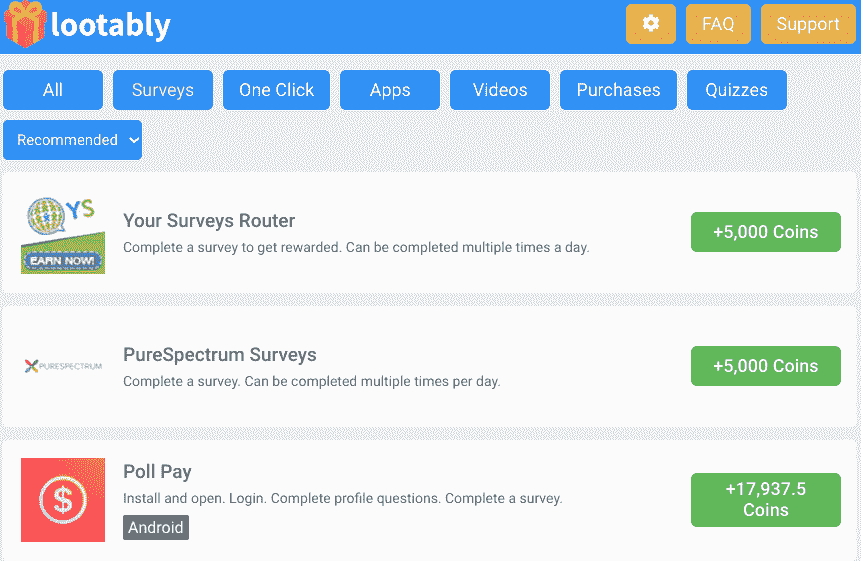 lootably
FAQ
Support
All
Surveys
One Click
Apps
Videos
Purchases
Quizzes
Recommended
YS
EARN NOW!
Your Surveys Router
Complete a survey to get rewarded. Can be completed multiple times a day.
+5,000 Coins
PURESPECTRUM
PureSpectrum Surveys
Complete a survey. Can be completed multiple times per day.
+5,000 Coins
$
Poll Pay
Install and open. Login. Complete profile questions. Complete a survey.
Android
+17,937.5
Coins